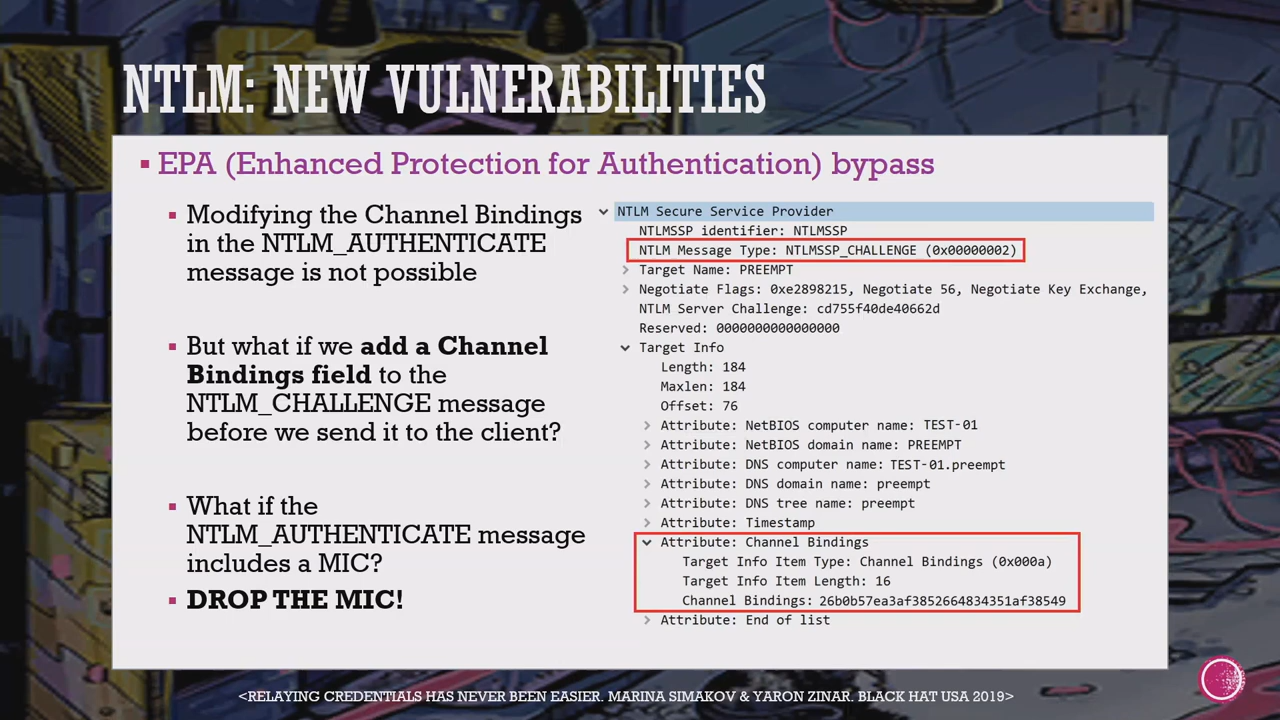 NTLM: NEW VULNERABILITIES
EPA (Enhanced Protection for Authentication) bypass
Modifying the Channel Bindings
in the NTLM_AUTHENTICATE
message is not possible
But what if we add a Channel
Bindings field to the
NTLM_CHALLENGE message
before we send it to the client?
What if the
NTLM_AUTHENTICATE message
includes a MIC?
DROP THE MIC!
NTLM Secure Service Provider
NTLMSSP identifier: NTLMSSP
NTLM Message Type: NTLMSSP_CHALLENGE (0x00000002)
Target Name: PREEMPT
Negotiate Flags: 0xe2898215, Negotiate 56, Negotiate Key Exchange,
NTLM Server Challenge: cd755f40de40662d
Reserved: 0000000000000000
Target Info
Length: 184
Maxlen: 184
Offset: 76
Attribute: NetBIOS computer name: TEST-01
Attribute: NetBIOS domain name: PREEMPT
Attribute: DNS computer name: TEST-01.preempt
Attribute: DNS domain name: preempt
Attribute: DNS tree name: preempt
Attribute: Timestamp
Attribute: Channel Bindings
Target Info Item Type: Channel Bindings (0x000a)
Target Info Item Length: 16
Channel Bindings: 26b0b57ea3af3852664834351af38549
Attribute: End of list
<RELAYING CREDENTIALS HAS NEVER BEEN EASIER. MARINA SIMAKOV & YARON ZINAR. BLACK HAT USA 2019>